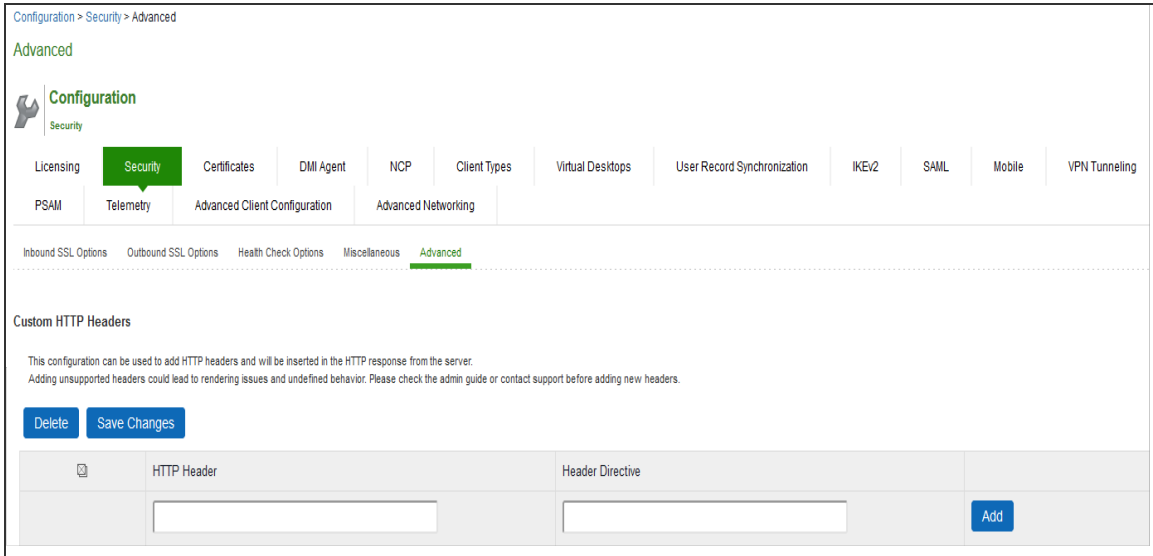 Configuration > Security > Advanced
Advanced
Configuration
Security
Licensing Security Certificates DMI Agent NCP Client Types Virtual Desktops User Record Synchronization IKEv2 SAML Mobile VPN Tunneling
PSAM Telemetry Advanced Client Configuration Advanced Networking
Inbound SSL Options Outbound SSL Options Health Check Options Miscellaneous Advanced
Custom HTTP Headers
This configuration can be used to add HTTP headers and will be inserted in the HTTP response from the server.
Adding unsupported headers could lead to rendering issues and undefined behavior. Please check the admin guide or contact support before adding new headers.
Delete Save Changes
HTTP Header Header Directive
Add